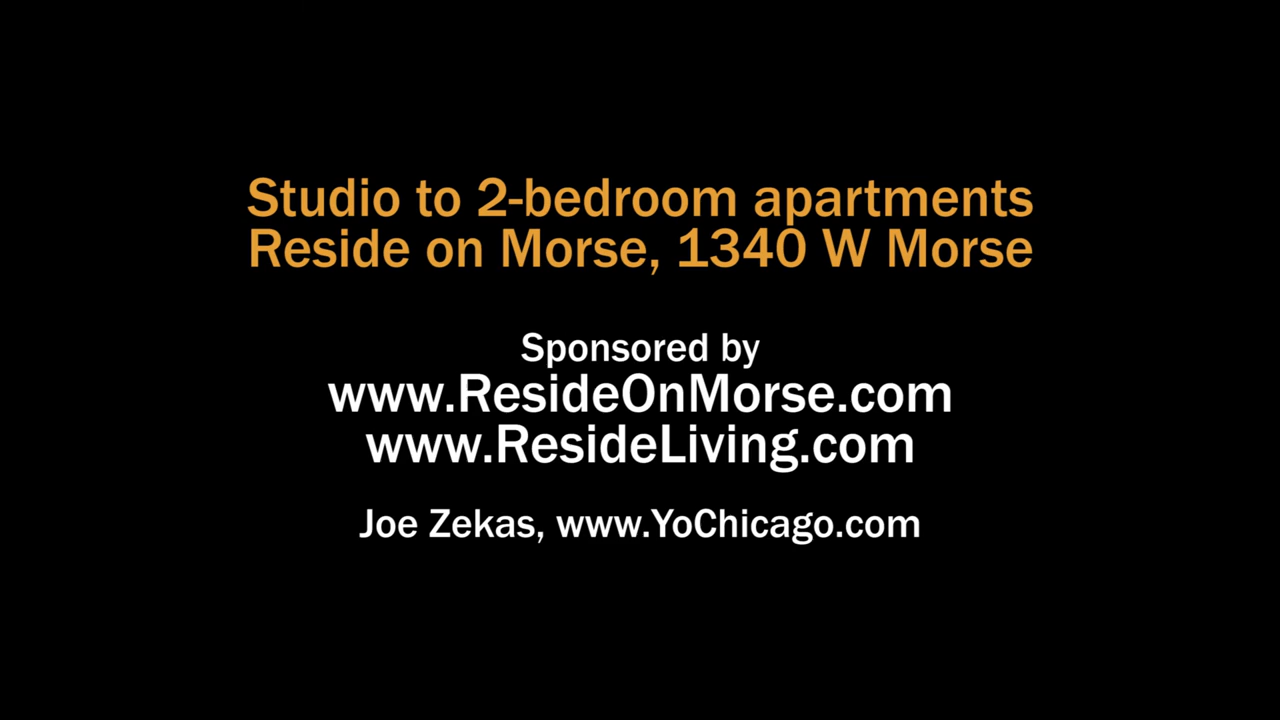 Studio to 2-bedroom apartments
Reside on Morse, 1340 W Morse
Sponsored by
www.ResideOnMorse.com
www.ResideLiving.com
Joe Zekas, www.YoChicago.com